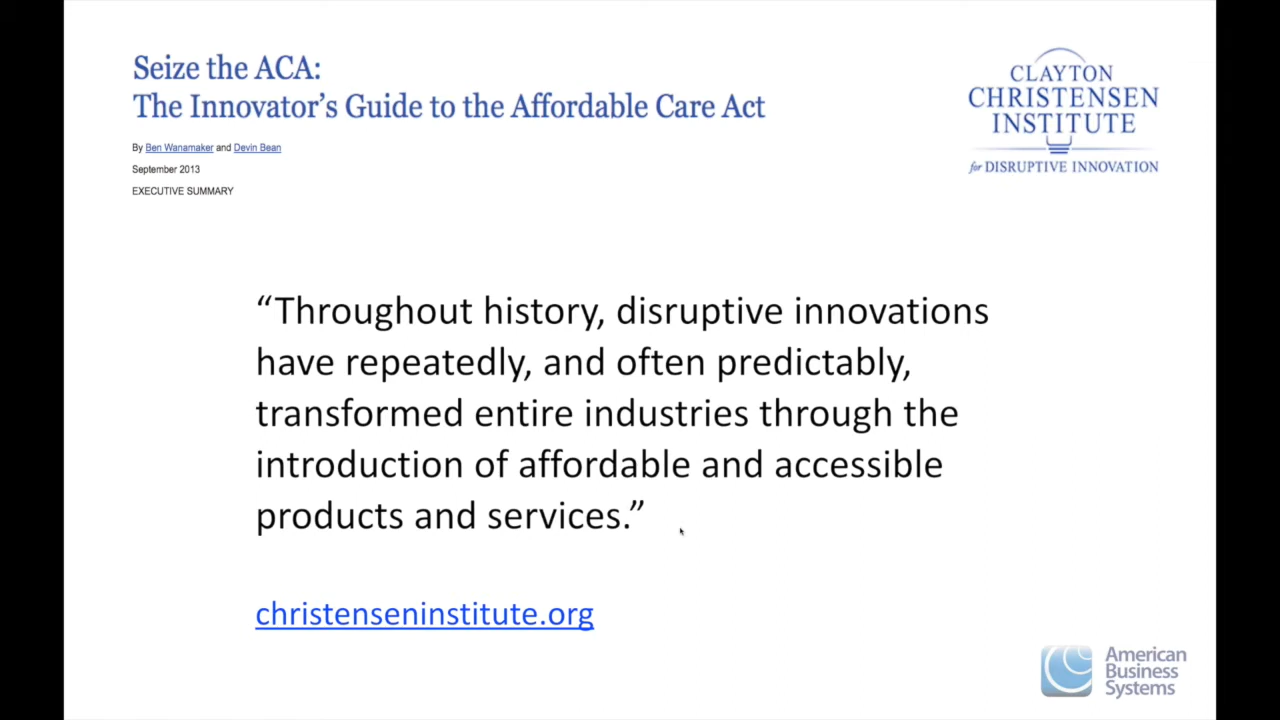 Seize the ACA:
The Innovator's Guide to the Affordable Care Act
By Ben Wanamaker and Devin Bean
September 2013
EXECUTIVE SUMMARY
CLAYTON
CHRISTENSEN
INSTITUTE
for DISRUPTIVE INNOVATION
“Throughout history, disruptive innovations
have repeatedly, and often predictably,
transformed entire industries through the
introduction of affordable and accessible
products and services.”
christenseninstitute.org
American
Business
Systems